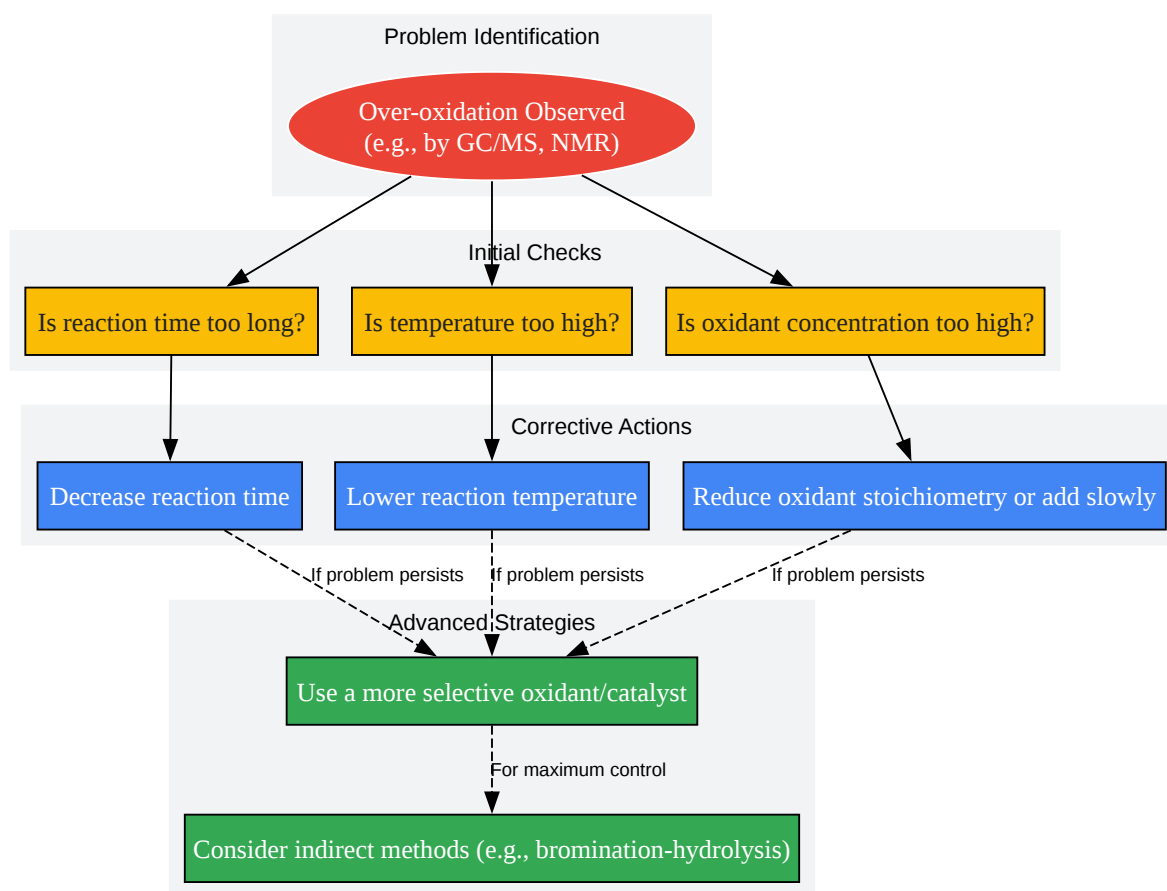 Problem Identification
Over-oxidation Observed
(e.g., by GC/MS, NMR)
Initial Checks
Is reaction time too long?
Is temperature too high?
Is oxidant concentration too high?
Corrective Actions
Decrease reaction time
Lower reaction temperature
Reduce oxidant stoichiometry or add slowly
If problem persists
If problem persists
If problem persists
Advanced Strategies
Use a more selective oxidant/catalyst
For maximum control
Consider indirect methods (e.g., bromination-hydrolysis)